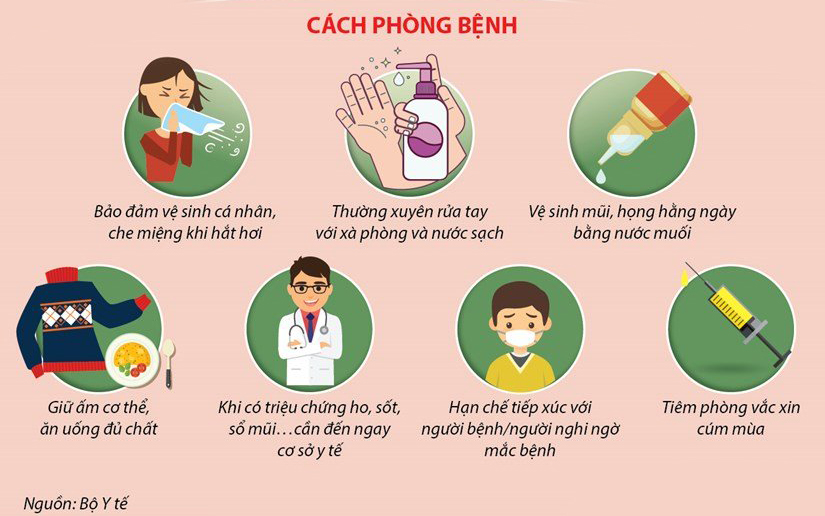 CÁCH PHÒNG BỆNH
Bảo đảm vệ sinh cá nhân,
che miệng khi hắt hơi
Thường xuyên rửa tay
với xà phòng và nước sạch
Vệ sinh mũi, họng hằng ngày
bằng nước muối
Giữ ấm cơ thể,
ăn uống đủ chất
Khi có triệu chứng ho, sốt,
sổ mũi...cần đến ngay
cơ sở y tế
Hạn chế tiếp xúc với
người bệnh/người nghi ngờ
mắc bệnh
Tiêm phòng vắc xin
cúm mùa
Nguồn: Bộ Y tế